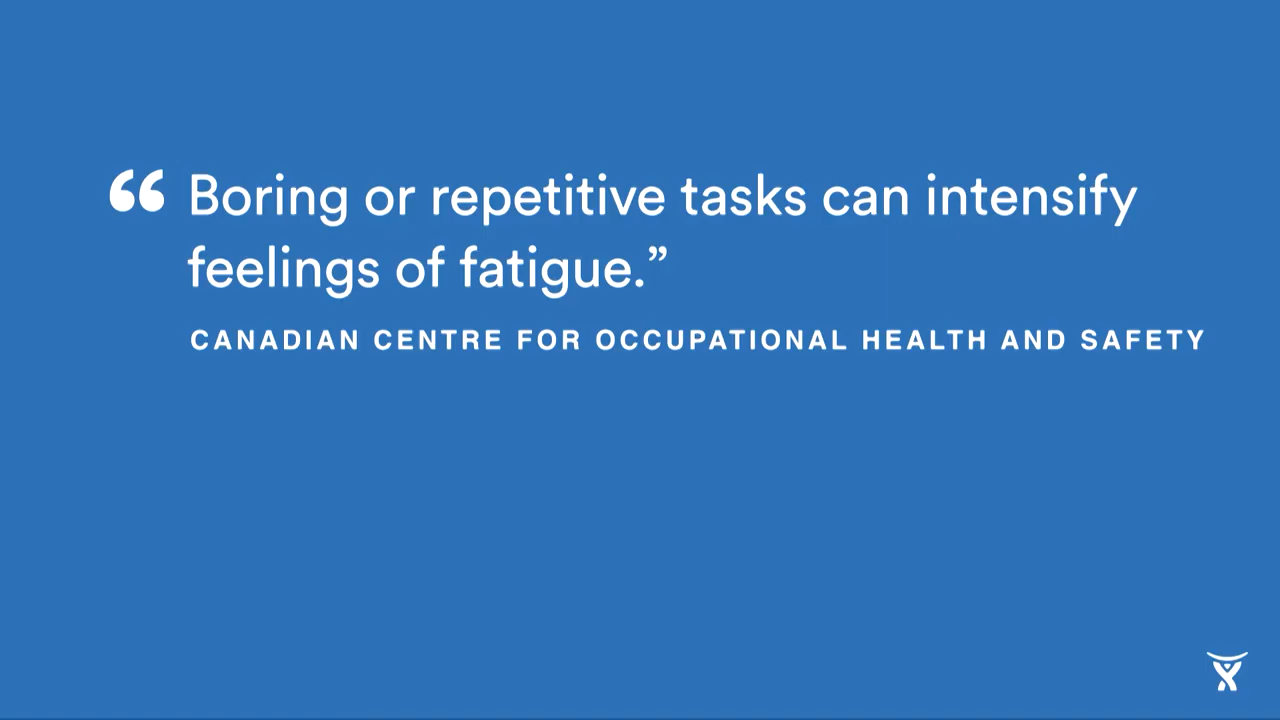 “Boring or repetitive tasks can intensify
feelings of fatigue.”
CANADIAN CENTRE FOR OCCUPATIONAL HEALTH AND SAFETY